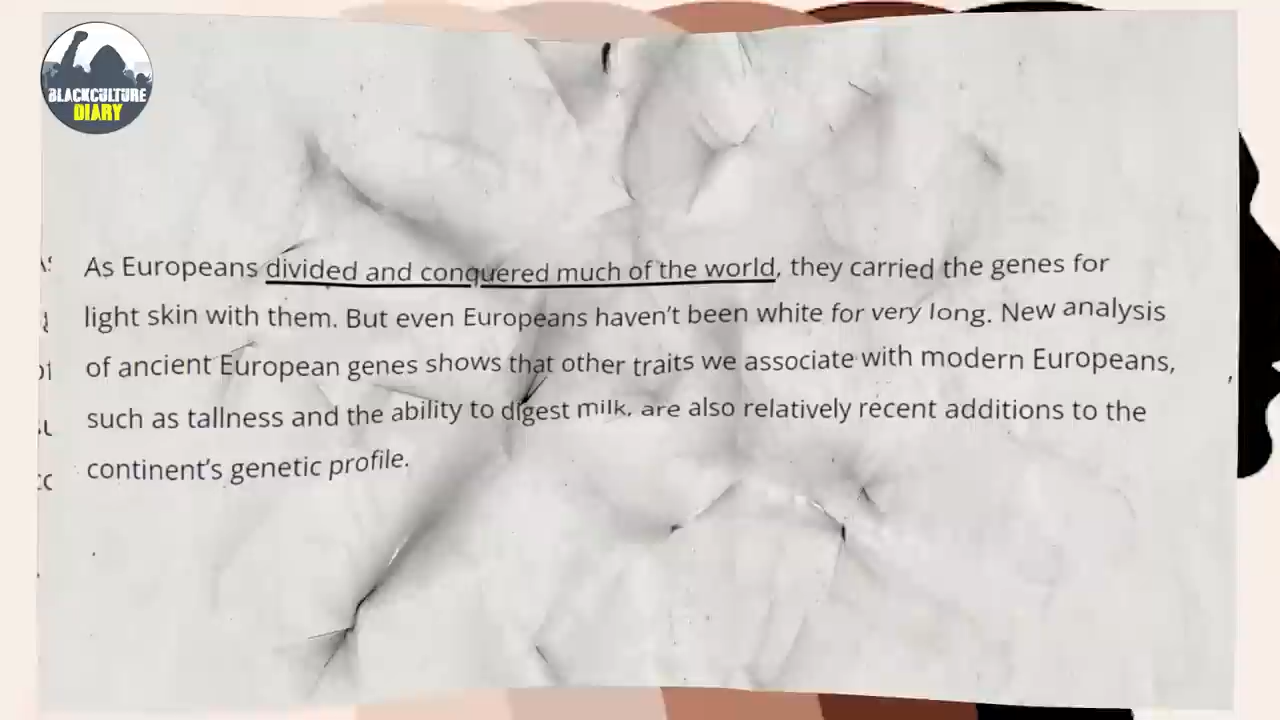 BLACKCULTURE
DIARY
As Europeans divided and conquered much of the world, they carried the genes for
light skin with them. But even Europeans haven't been white for very long. New analysis
of ancient European genes shows that other traits we associate with modern Europeans,
such as tallness and the ability to digest milk, are also relatively recent additions to the
continent's genetic profile.